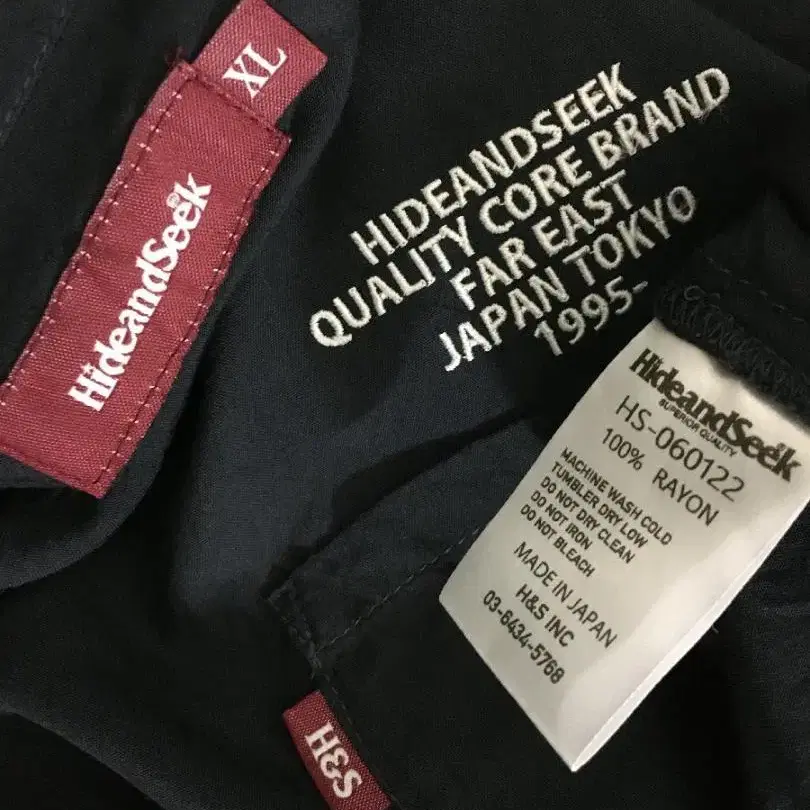 XL
HideandSeek
HIDEANDSEEK
QUALITY CORE BRAND
FAR EAST
JAPAN TOKYO
1995-
HideandSeek
SUPERIOR QUALITY
HS-060122
100% RAYON
MACHINE WASH COLD
TUMBLER DRY LOW
DO NOT DRY CLEAN
DO NOT IRON
DO NOT BLEACH
MADE IN JAPAN
H&S INC
03-6434-5768
H&S